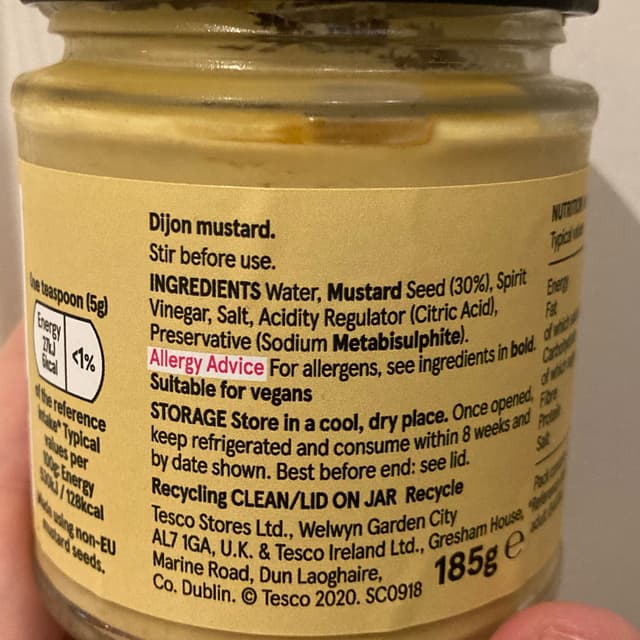 One teaspoon (5g)
Energy
27kJ
6kcal
<1%
of the reference
intake* Typical
values per
100g: Energy
530kJ / 128kcal
Made using non-EU
mustard seeds.
Dijon mustard.
Stir before use.
INGREDIENTS Water, Mustard Seed (30%), Spirit
Vinegar, Salt, Acidity Regulator (Citric Acid),
Preservative (Sodium Metabisulphite).
Allergy Advice For allergens, see ingredients in bold.
Suitable for vegans
STORAGE Store in a cool, dry place. Once opened,
keep refrigerated and consume within 8 weeks and
by date shown. Best before end: see lid.
Recycling CLEAN/LID ON JAR Recycle
Tesco Stores Ltd., Welwyn Garden City
AL7 1GA, U.K. & Tesco Ireland Ltd., Gresham House,
Marine Road, Dun Laoghaire,
Co. Dublin. © Tesco 2020. SC0918
185g e
NUTRITION
Typical
Energy
Fat
of which
Carbohydrate
of which
Fibre
Protein
Salt